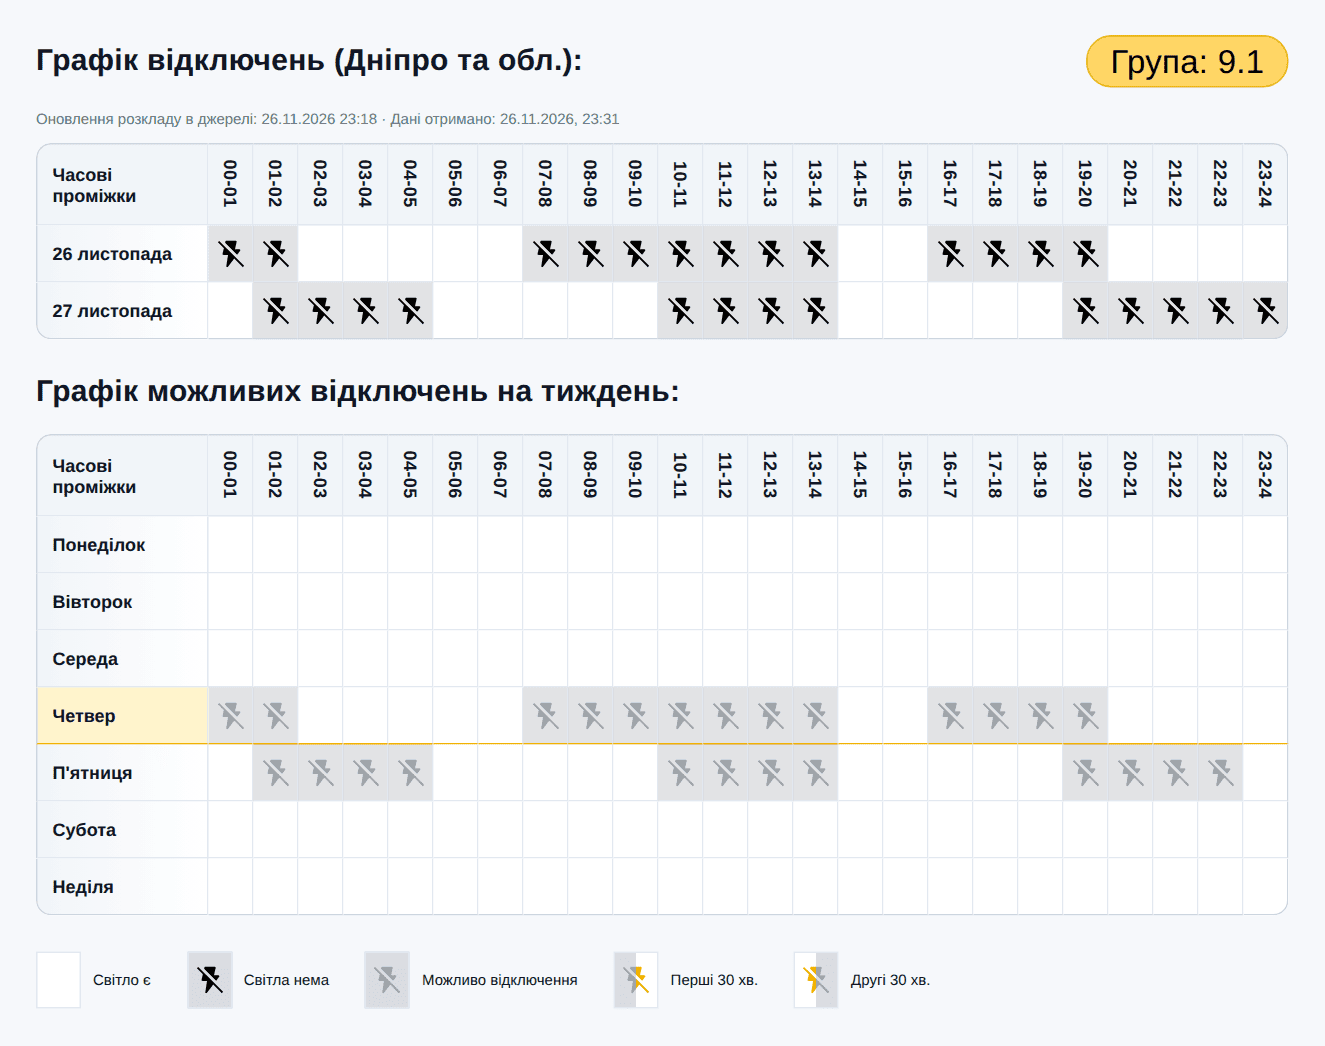 Графік відключень (Дніпро та обл.):
Група: 9.1
Оновлення розкладу в джерелі: 26.11.2026 23:18 · Дані отримано: 26.11.2026, 23:31
Часові проміжки 00-01 01-02 02-03 03-04 04-05 05-06 06-07 07-08 08-09 09-10 10-11 11-12 12-13 13-14 14-15 15-16 16-17 17-18 18-19 19-20 20-21 21-22 22-23 23-24
26 листопада
27 листопада
Графік можливих відключень на тиждень:
Часові проміжки 00-01 01-02 02-03 03-04 04-05 05-06 06-07 07-08 08-09 09-10 10-11 11-12 12-13 13-14 14-15 15-16 16-17 17-18 18-19 19-20 20-21 21-22 22-23 23-24
Понеділок
Вівторок
Середа
Четвер
П'ятниця
Субота
Неділя
Світло є Світла нема Можливо відключення Перші 30 хв. Другі 30 хв.